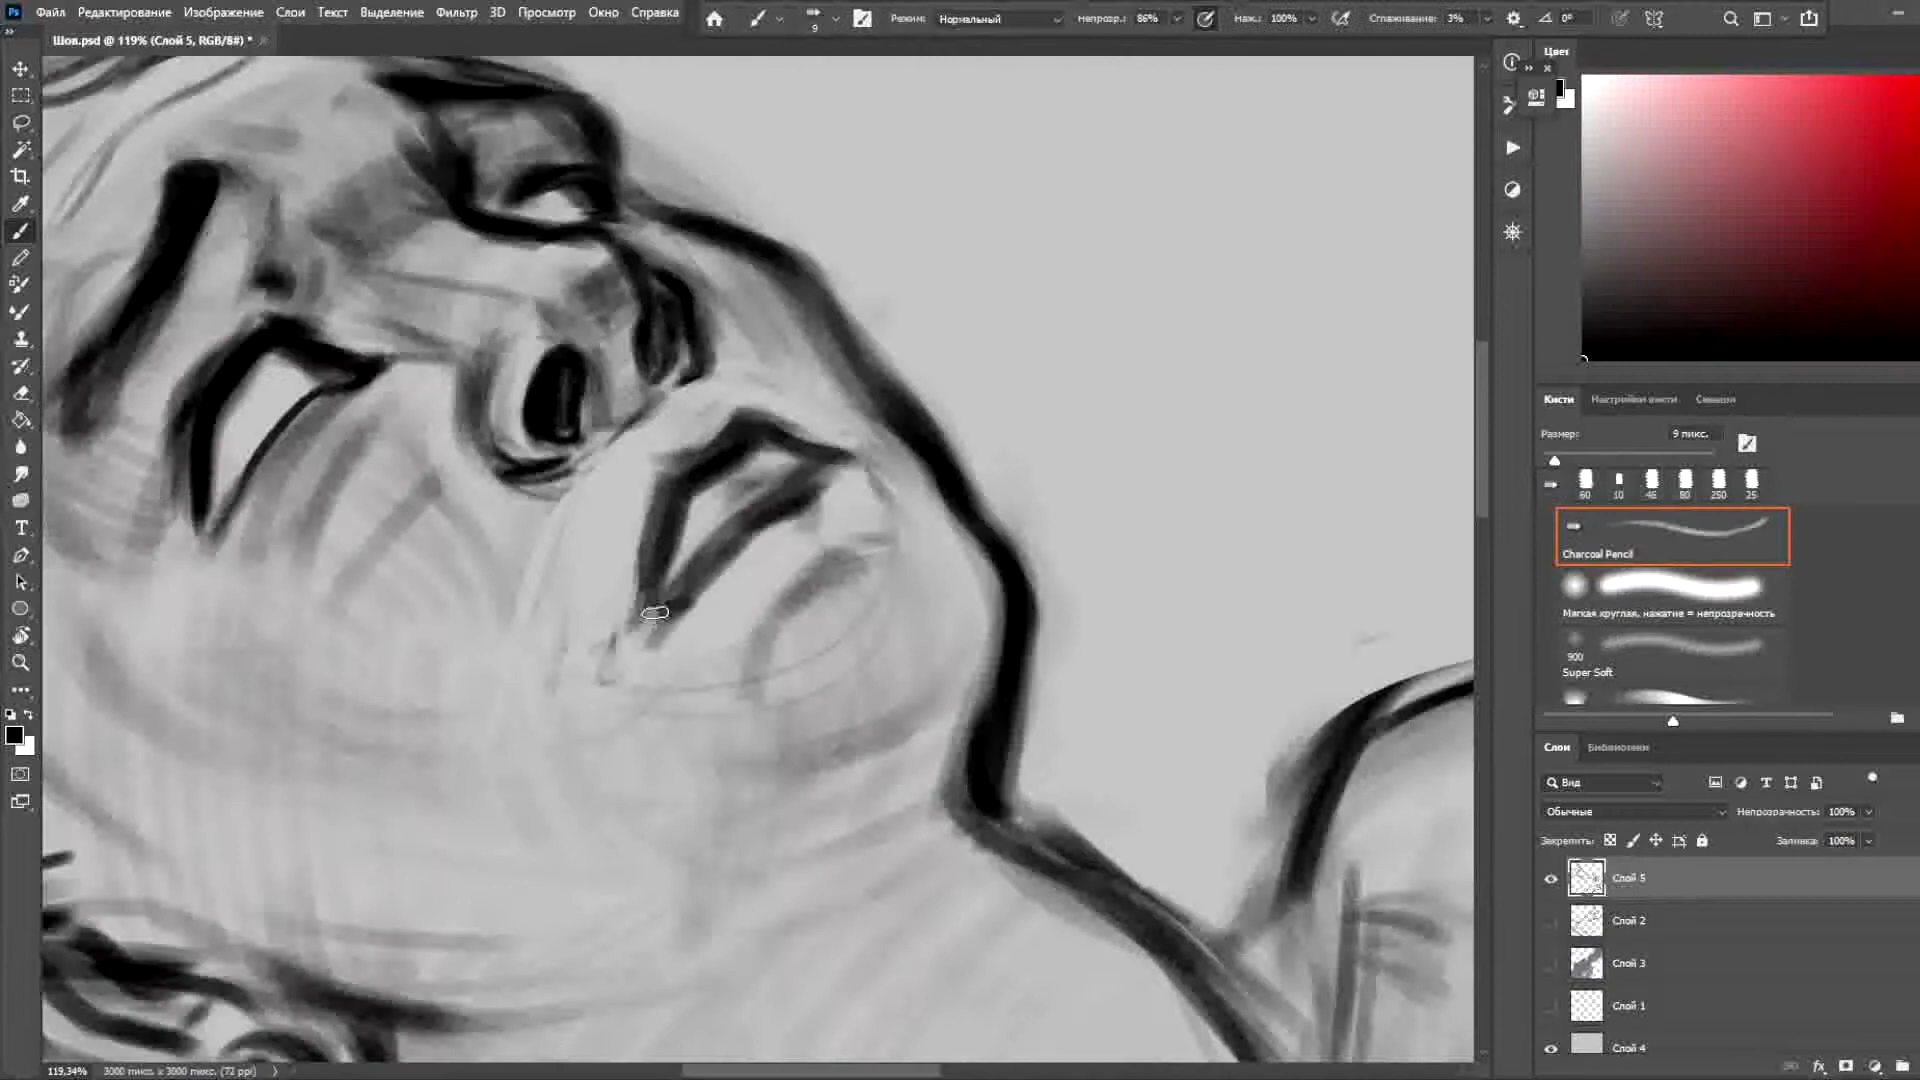 Ps Файл Редактирование Изображение Слои Текст Выделение Фильтр 3D Просмотр Окно Справка
9 Режим: Нормальный Непрозр.: 86% Наж.: 100% Сглаживание: 3% 0°
Шов.psd @ 119% (Слой 5, RGB/8#) *
Цвет
Кисти Настройки кисти Символ
Размер: 9 пикс.
60 10 45 80 250 25
Charcoal Pencil
Мягкая круглая, нажатие = непрозрачность
900
Super Soft
Слои Библиотеки
Вид
Обычные Непрозрачность: 100%
Закрепить: Заливка: 100%
Слой 5
Слой 2
Слой 3
Слой 1
Слой 4
119,34% 3000 пикс. x 3000 пикс. (72 ppi)
fx